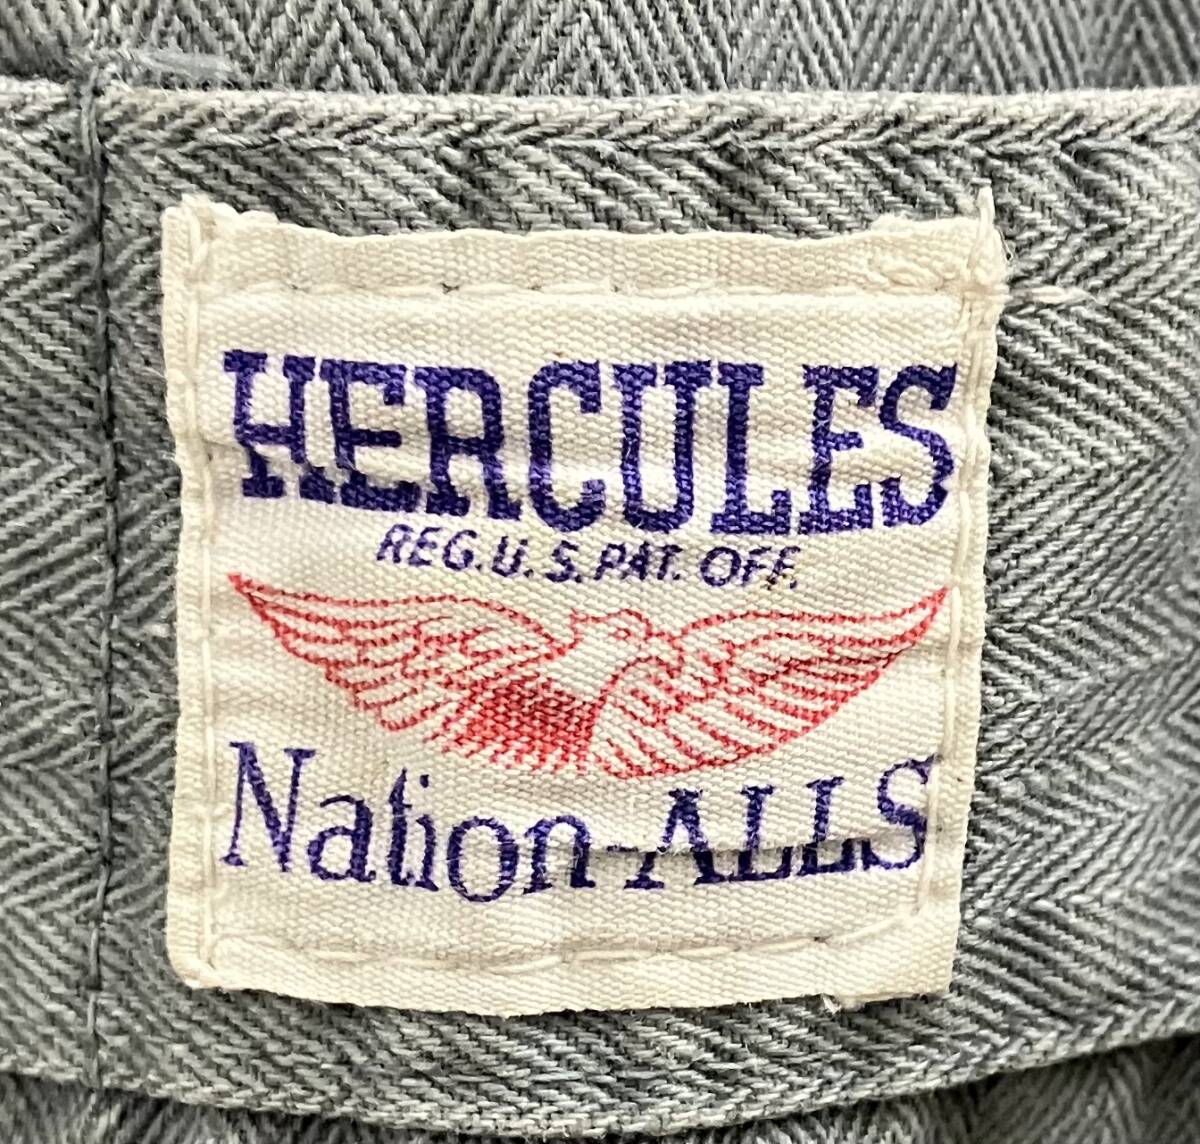 HERCULES
REG. U. S. PAT. OFF.
Nation-ALLS